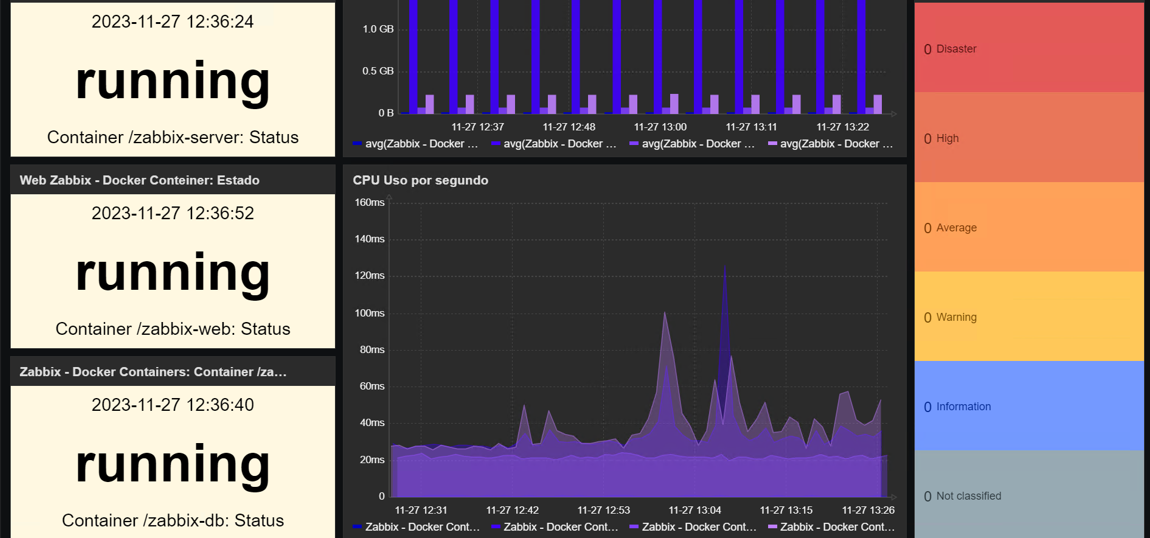 2023-11-27 12:36:24
running
Container /zabbix-server: Status
Web Zabbix - Docker Conteiner: Estado
2023-11-27 12:36:52
running
Container /zabbix-web: Status
Zabbix - Docker Containers: Container /za…
2023-11-27 12:36:40
running
Container /zabbix-db: Status
1.0 GB
0.5 GB
0 B
11-27 12:37 11-27 12:48 11-27 13:00 11-27 13:11 11-27 13:22
avg(Zabbix - Docker … avg(Zabbix - Docker … avg(Zabbix - Docker … avg(Zabbix - Docker …
CPU Uso por segundo
160ms
140ms
120ms
100ms
80ms
60ms
40ms
20ms
0
11-27 12:31 11-27 12:42 11-27 12:53 11-27 13:04 11-27 13:15 11-27 13:26
Zabbix - Docker Cont… Zabbix - Docker Cont… Zabbix - Docker Cont… Zabbix - Docker Cont…
0 Disaster
0 High
0 Average
0 Warning
0 Information
0 Not classified